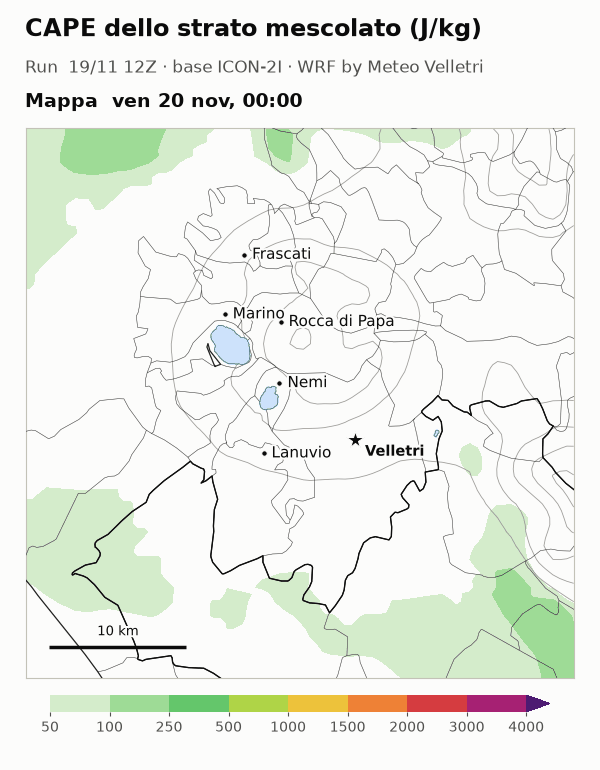 CAPE dello strato mescolato (J/kg)
Run  19/11 12Z · base ICON-2I · WRF by Meteo Velletri
Mappa  ven 20 nov, 00:00
Frascati
Marino
Rocca di Papa
Nemi
Velletri
Lanuvio
10 km
50 100 250 500 1000 1500 2000 3000 4000